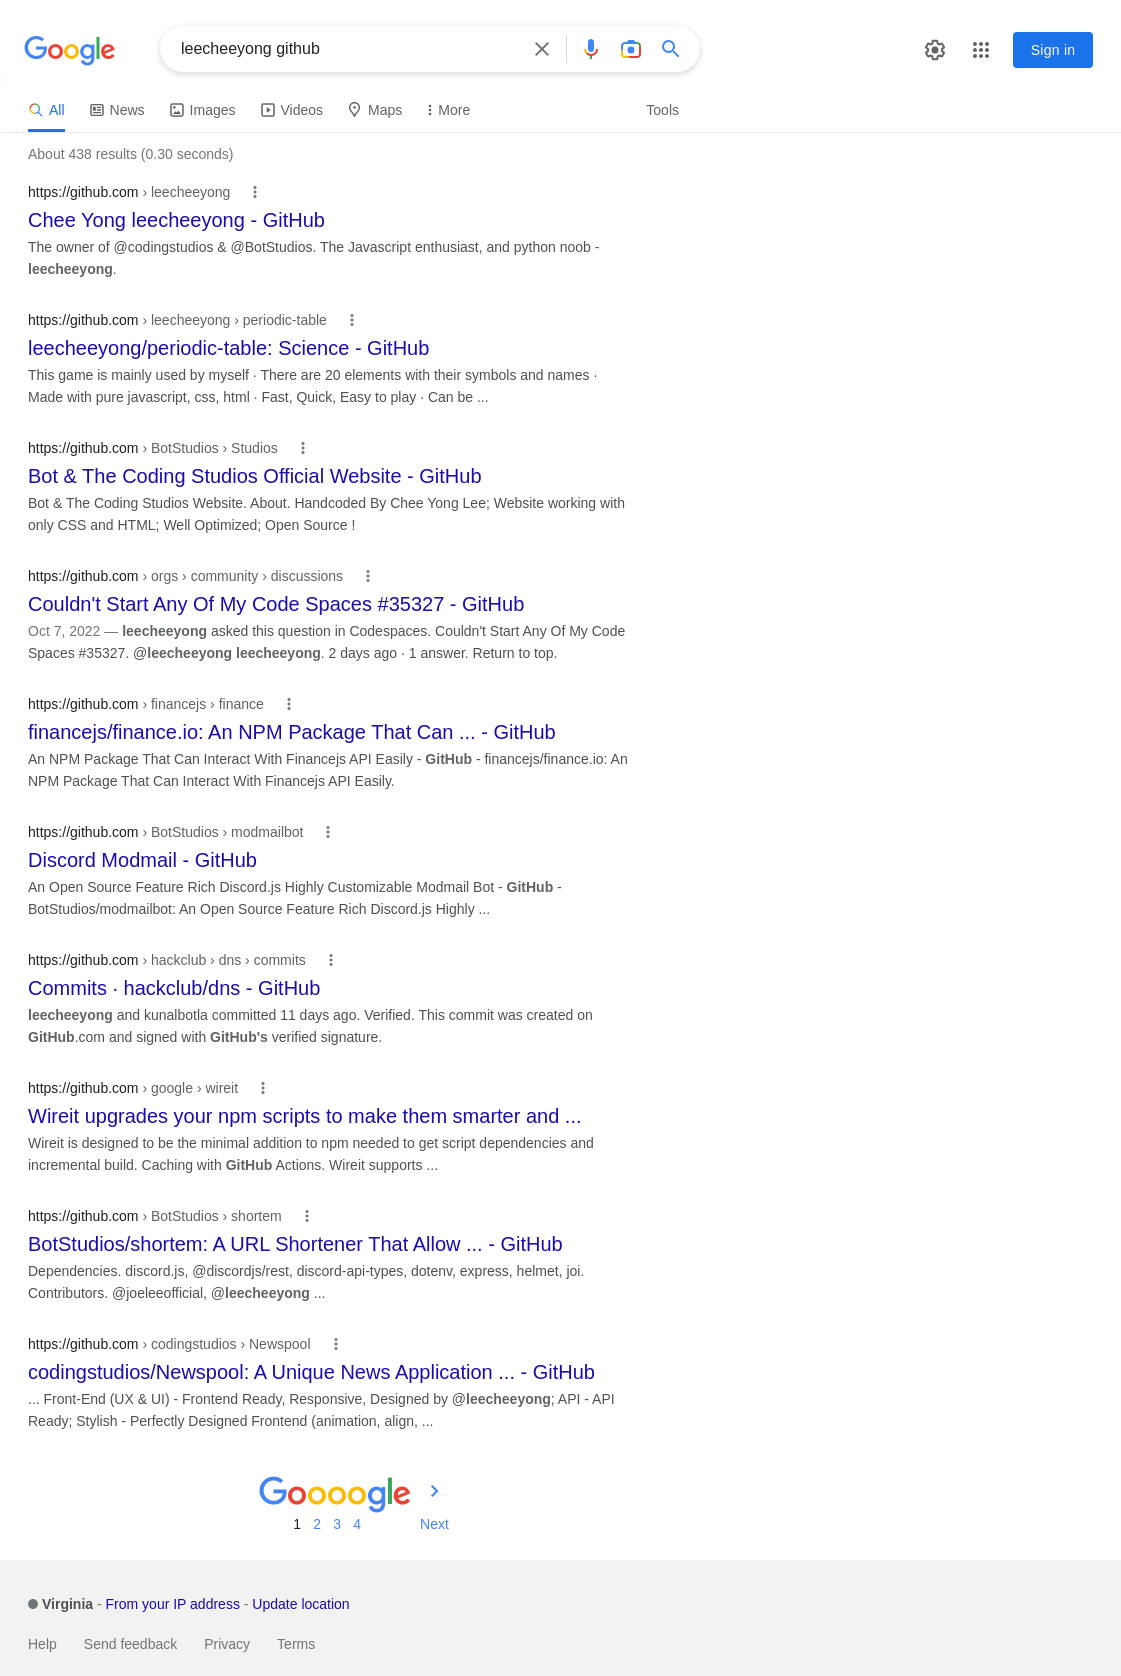 Google
leecheeyong github
Sign in
All News Images Videos Maps More Tools
About 438 results (0.30 seconds)
https://github.com › leecheeyong
Chee Yong leecheeyong - GitHub
The owner of @codingstudios & @BotStudios. The Javascript enthusiast, and python noob -
leecheeyong.
https://github.com › leecheeyong › periodic-table
leecheeyong/periodic-table: Science - GitHub
This game is mainly used by myself · There are 20 elements with their symbols and names ·
Made with pure javascript, css, html · Fast, Quick, Easy to play · Can be ...
https://github.com › BotStudios › Studios
Bot & The Coding Studios Official Website - GitHub
Bot & The Coding Studios Website. About. Handcoded By Chee Yong Lee; Website working with
only CSS and HTML; Well Optimized; Open Source !
https://github.com › orgs › community › discussions
Couldn't Start Any Of My Code Spaces #35327 - GitHub
Oct 7, 2022 — leecheeyong asked this question in Codespaces. Couldn't Start Any Of My Code
Spaces #35327. @leecheeyong leecheeyong. 2 days ago · 1 answer. Return to top.
https://github.com › financejs › finance
financejs/finance.io: An NPM Package That Can ... - GitHub
An NPM Package That Can Interact With Financejs API Easily - GitHub - financejs/finance.io: An
NPM Package That Can Interact With Financejs API Easily.
https://github.com › BotStudios › modmailbot
Discord Modmail - GitHub
An Open Source Feature Rich Discord.js Highly Customizable Modmail Bot - GitHub -
BotStudios/modmailbot: An Open Source Feature Rich Discord.js Highly ...
https://github.com › hackclub › dns › commits
Commits · hackclub/dns - GitHub
leecheeyong and kunalbotla committed 11 days ago. Verified. This commit was created on
GitHub.com and signed with GitHub's verified signature.
https://github.com › google › wireit
Wireit upgrades your npm scripts to make them smarter and ...
Wireit is designed to be the minimal addition to npm needed to get script dependencies and
incremental build. Caching with GitHub Actions. Wireit supports ...
https://github.com › BotStudios › shortem
BotStudios/shortem: A URL Shortener That Allow ... - GitHub
Dependencies. discord.js, @discordjs/rest, discord-api-types, dotenv, express, helmet, joi.
Contributors. @joeleeofficial, @leecheeyong ...
https://github.com › codingstudios › Newspool
codingstudios/Newspool: A Unique News Application ... - GitHub
... Front-End (UX & UI) - Frontend Ready, Responsive, Designed by @leecheeyong; API - API
Ready; Stylish - Perfectly Designed Frontend (animation, align, ...
Goooogle
1 2 3 4 Next
Virginia - From your IP address - Update location
Help Send feedback Privacy Terms